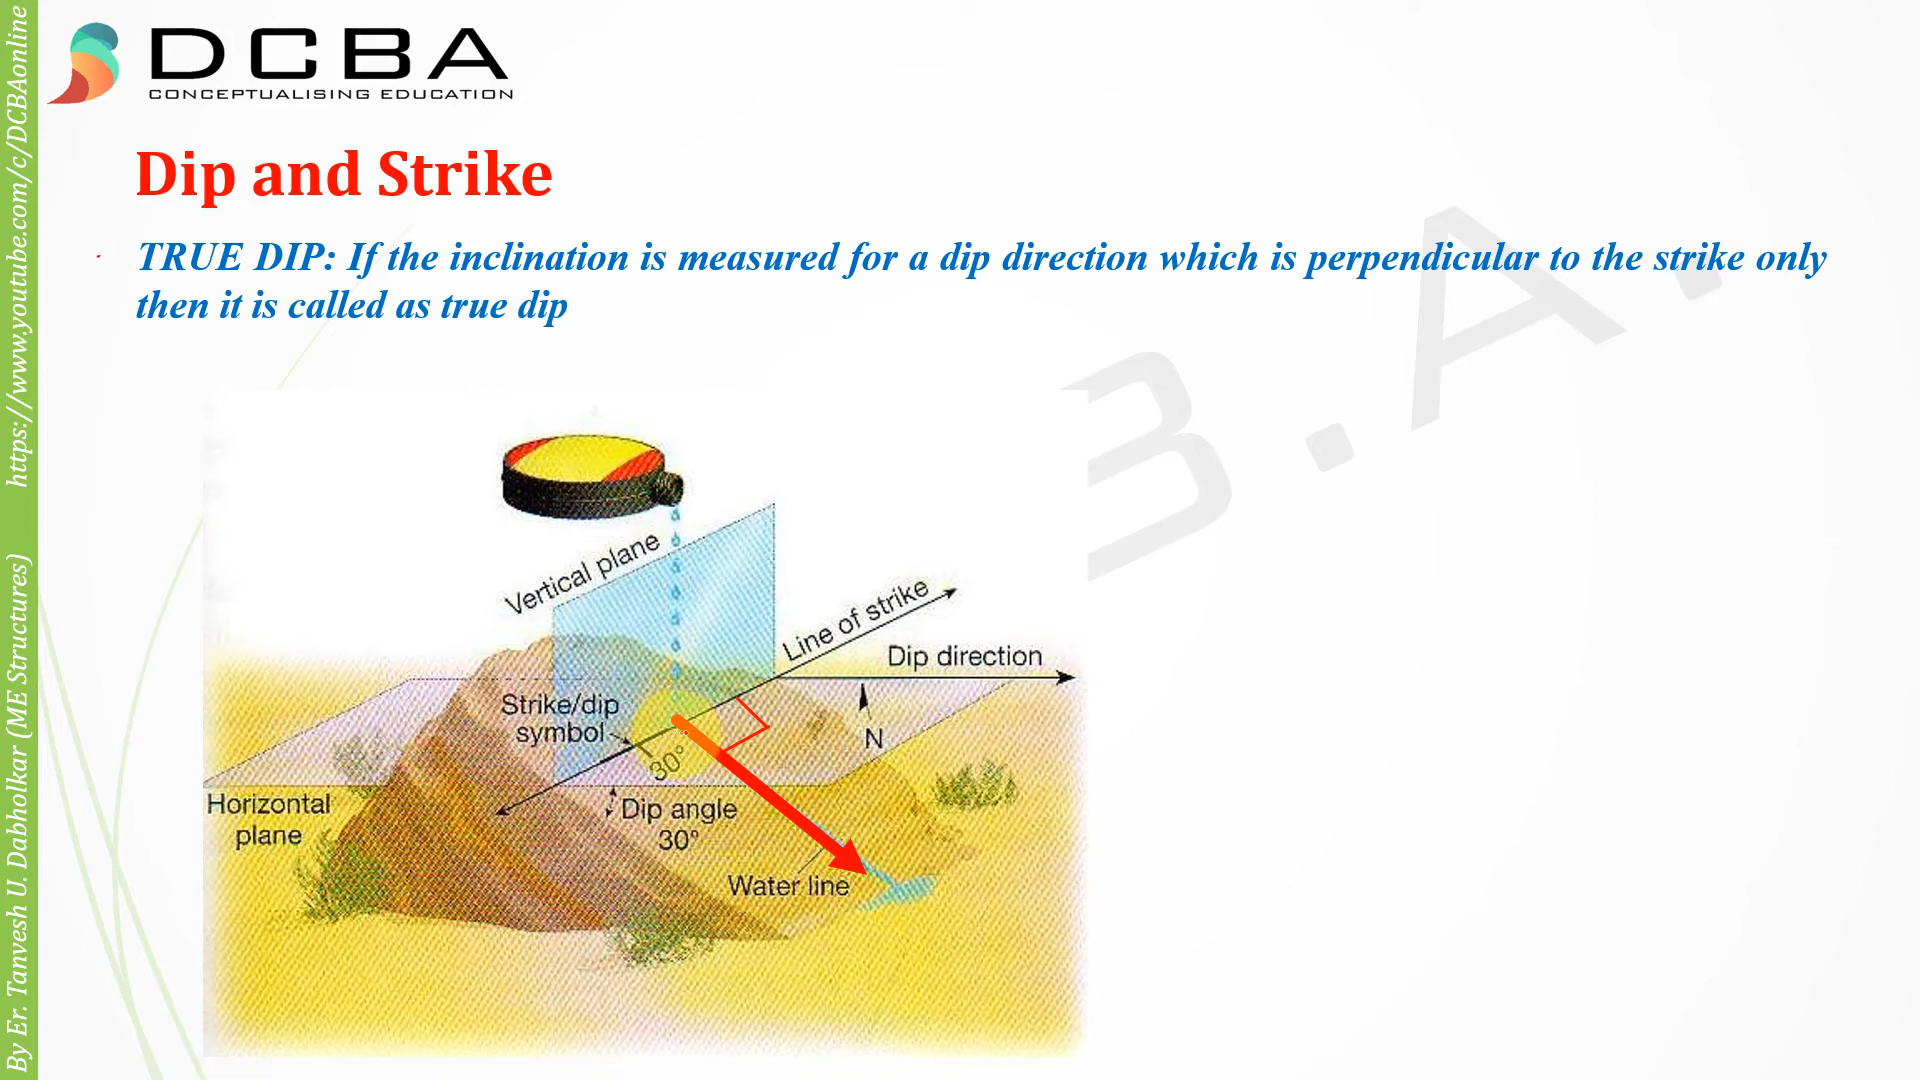 DCBA
CONCEPTUALISING EDUCATION
By Er. Tanvesh U. Dabholkar (ME Structures) https://www.youtube.com/c/DCBAonline
Dip and Strike
TRUE DIP: If the inclination is measured for a dip direction which is perpendicular to the strike only
then it is called as true dip
3.A.
Vertical plane
Line of strike
Dip direction
Strike/dip
symbol
30°
N
Horizontal
plane
Dip angle
30°
Water line